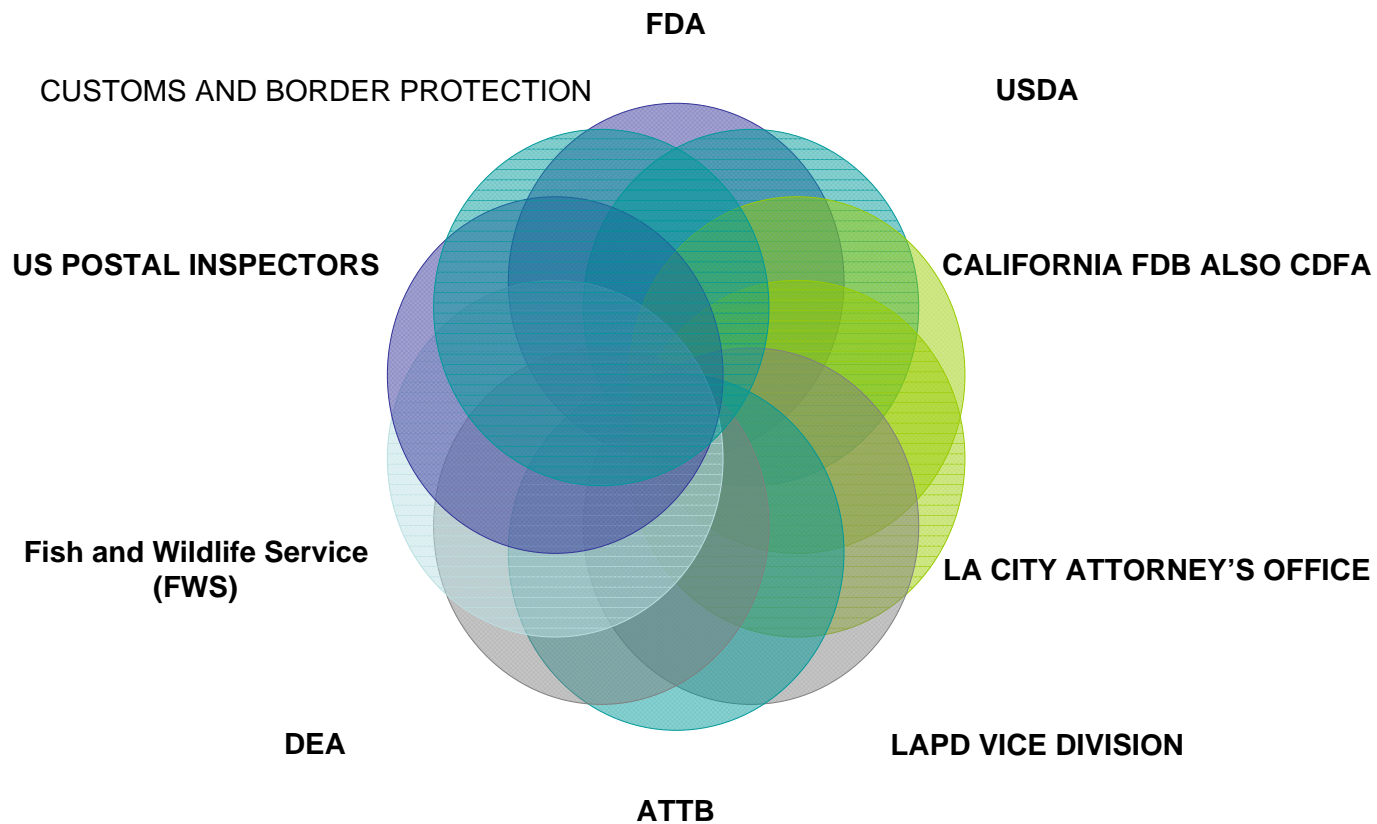 FDA
CUSTOMS AND BORDER PROTECTION
USDA
US POSTAL INSPECTORS
CALIFORNIA FDB ALSO CDFA
Fish and Wildlife Service
(FWS)
LA CITY ATTORNEY’S OFFICE
DEA
LAPD VICE DIVISION
ATTB